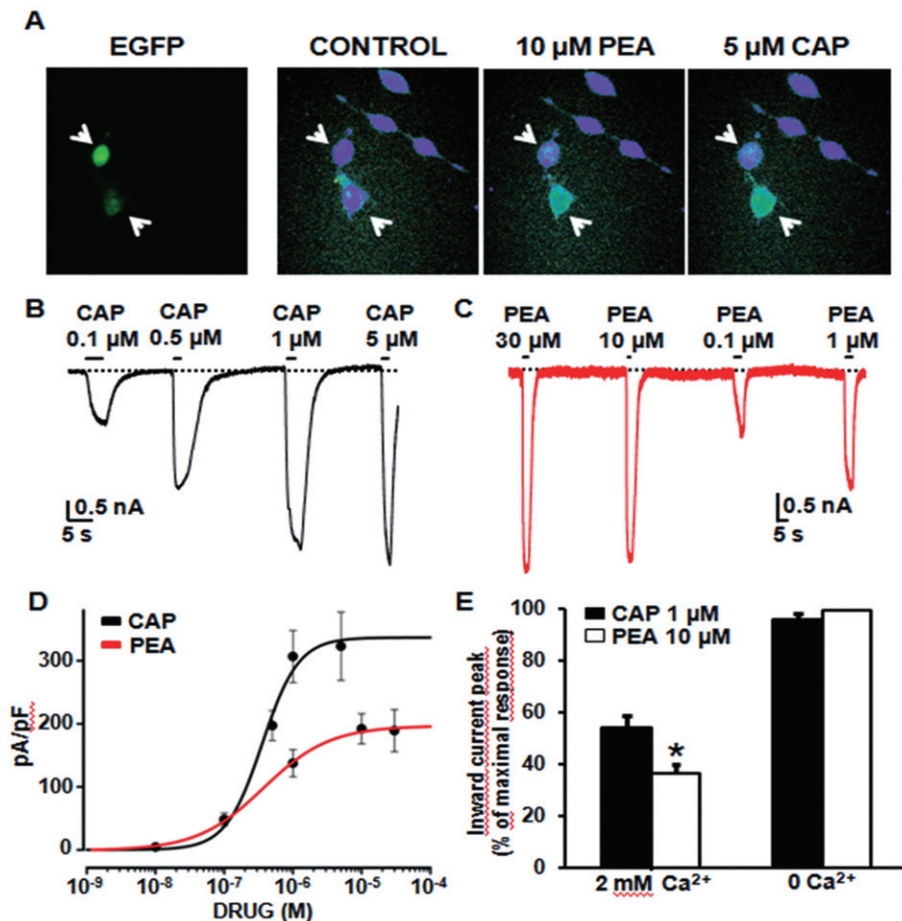 A
EGFP
CONTROL
10 µM PEA
5 µM CAP
B
CAP
0.1 µM
CAP
0.5 µM
CAP
1 µM
CAP
5 µM
0.5 nA
5 s
C
PEA
30 µM
PEA
10 µM
PEA
0.1 µM
PEA
1 µM
0.5 nA
5 s
D
CAP
PEA
pA/pF
300
200
100
0
10⁻⁹
10⁻⁸
10⁻⁷
10⁻⁶
10⁻⁵
10⁻⁴
DRUG (M)
E
CAP 1 µM
PEA 10 µM
Inward current peak
(% of maximal response)
100
80
60
40
20
0
*
2 mM Ca²⁺
0 Ca²⁺